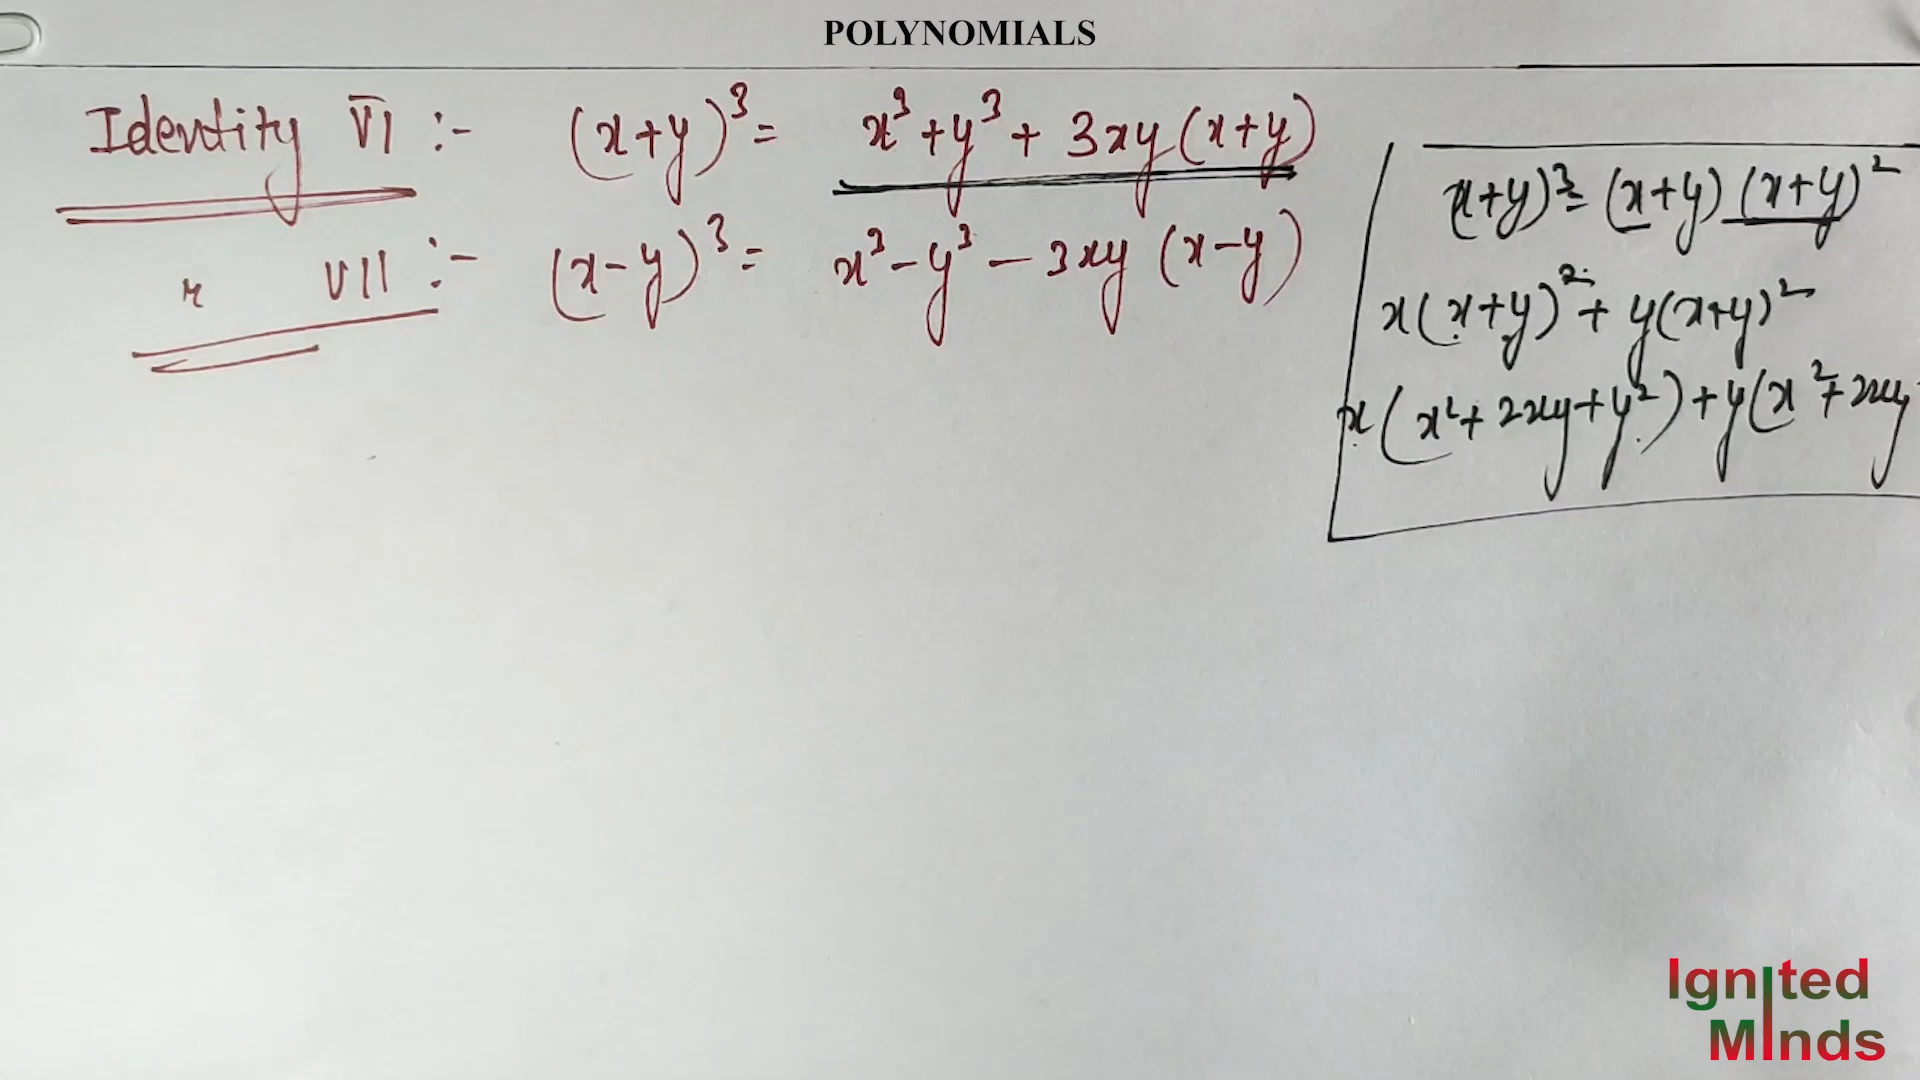 POLYNOMIALS
Identity VI :- (x+y)³ = x³+y³+ 3xy(x+y)
" VII :- (x-y)³ = x³-y³-3xy (x-y)
(x+y)³= (x+y) (x+y)²
x(x+y)²+ y(x+y)²
x(x²+2xy+y²)+y(x²+2xy
Ignited
Minds